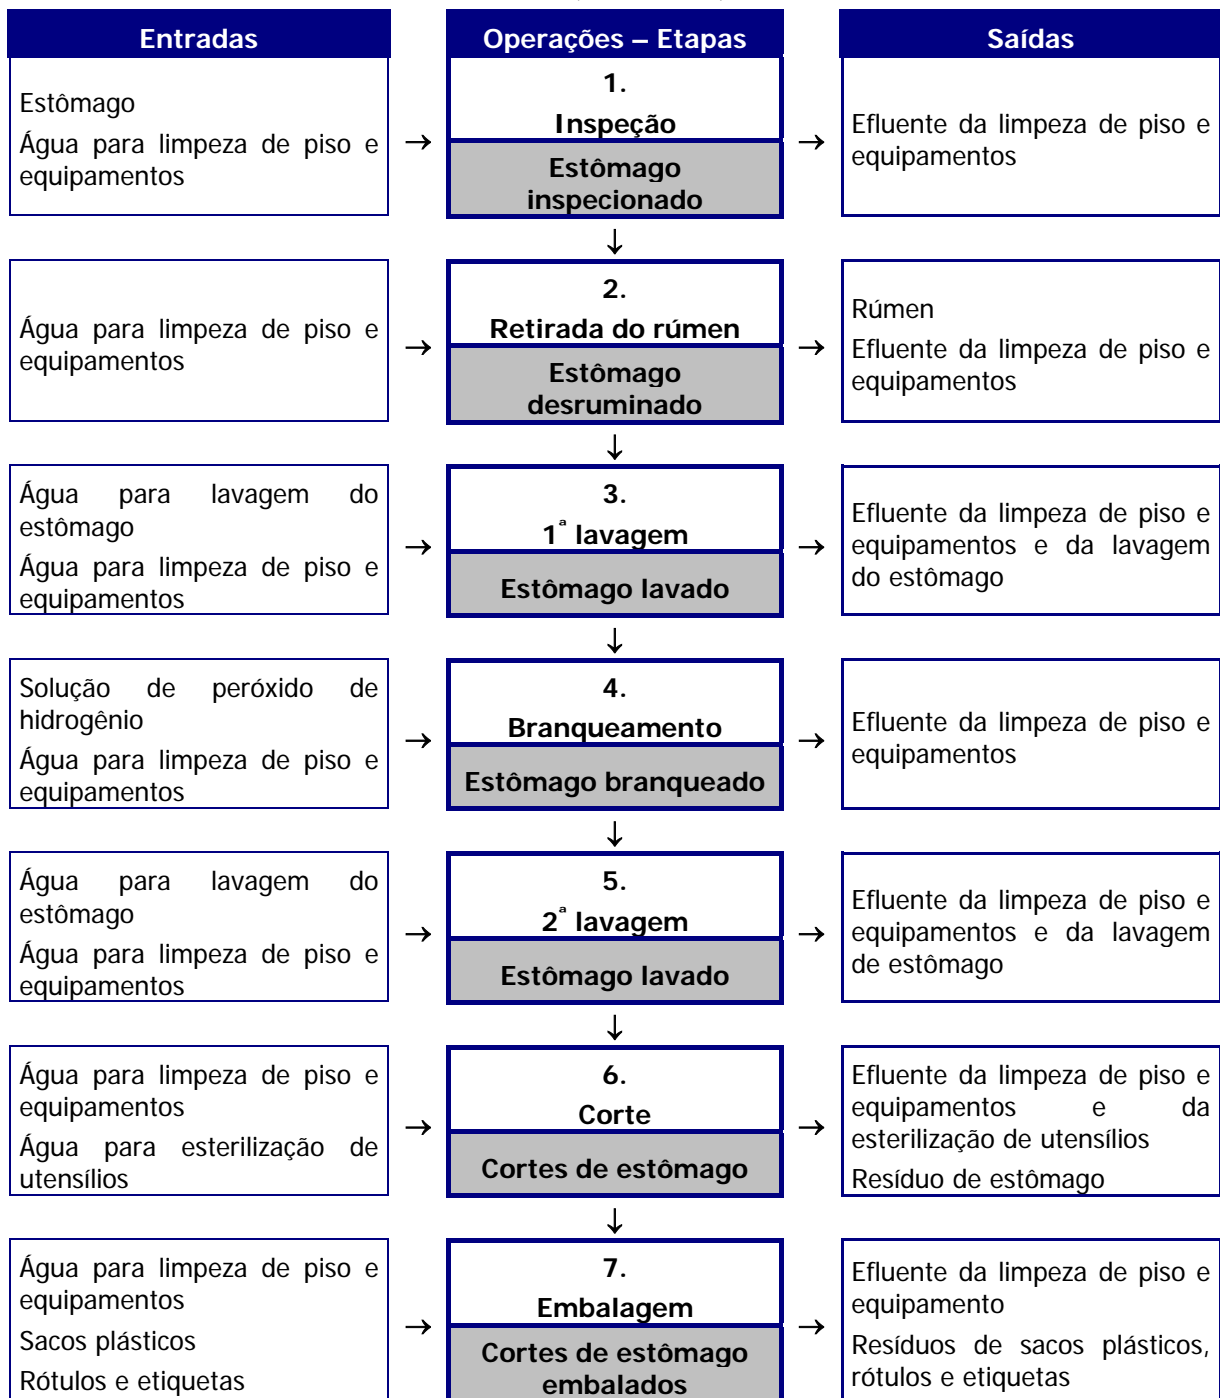 Entradas
Operações – Etapas
Saídas
Estômago
Água para limpeza de piso e
equipamentos
→
1.
Inspeção
Estômago
inspecionado
→
Efluente da limpeza de piso e
equipamentos
↓
Água para limpeza de piso e
equipamentos
→
2.
Retirada do rúmen
Estômago
desruminado
→
Rúmen
Efluente da limpeza de piso e
equipamentos
↓
Água para lavagem do
estômago
Água para limpeza de piso e
equipamentos
→
3.
1ª lavagem
Estômago lavado
→
Efluente da limpeza de piso e
equipamentos e da lavagem
do estômago
↓
Solução de peróxido de
hidrogênio
Água para limpeza de piso e
equipamentos
→
4.
Branqueamento
Estômago branqueado
→
Efluente da limpeza de piso e
equipamentos
↓
Água para lavagem do
estômago
Água para limpeza de piso e
equipamentos
→
5.
2ª lavagem
Estômago lavado
→
Efluente da limpeza de piso e
equipamentos e da lavagem
de estômago
↓
Água para limpeza de piso e
equipamentos
Água para esterilização de
utensílios
→
6.
Corte
Cortes de estômago
→
Efluente da limpeza de piso e
equipamentos e da
esterilização de utensílios
Resíduo de estômago
↓
Água para limpeza de piso e
equipamentos
Sacos plásticos
Rótulos e etiquetas
→
7.
Embalagem
Cortes de estômago
embalados
→
Efluente da limpeza de piso e
equipamento
Resíduos de sacos plásticos,
rótulos e etiquetas